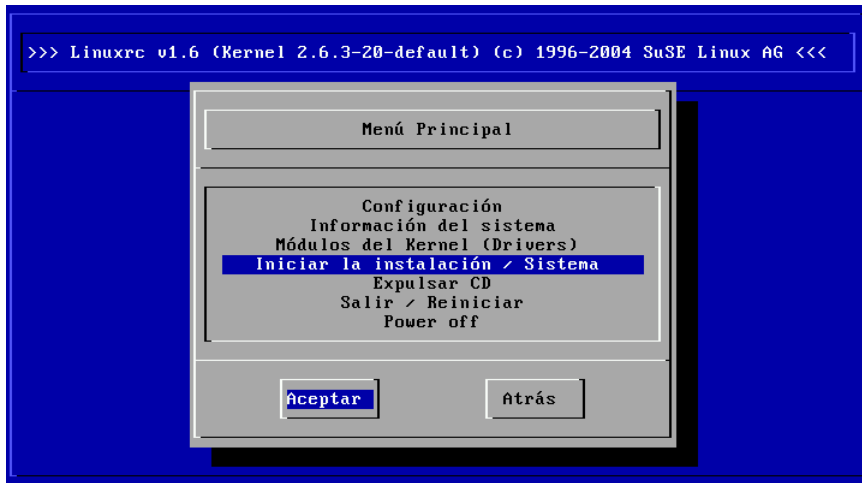 >>> Linuxrc v1.6 (Kernel 2.6.3-20-default) (c) 1996-2004 SuSE Linux AG <<<
Menú Principal
Configuración
Información del sistema
Módulos del Kernel (Drivers)
Iniciar la instalación / Sistema
Expulsar CD
Salir / Reiniciar
Power off
Aceptar
Atrás